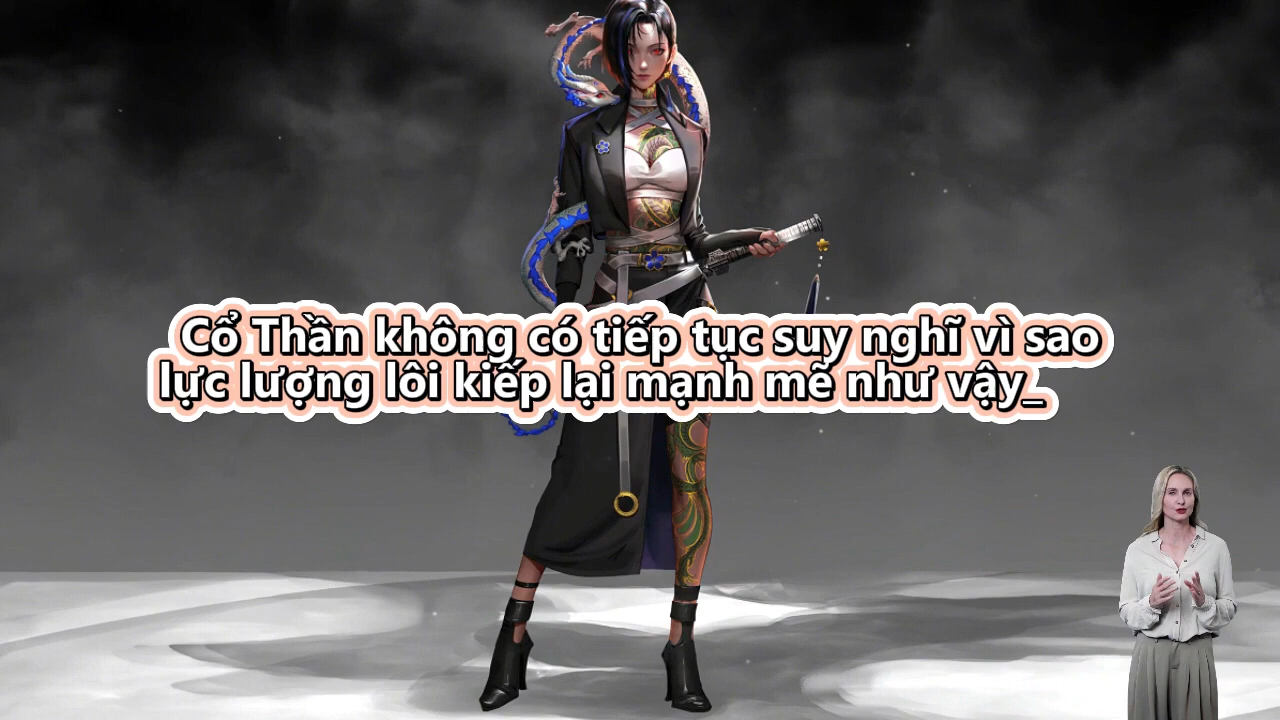 Cổ Thần không có tiếp tục suy nghĩ vì sao
lực lượng lôi kiếp lại mạnh mẽ như vậy_